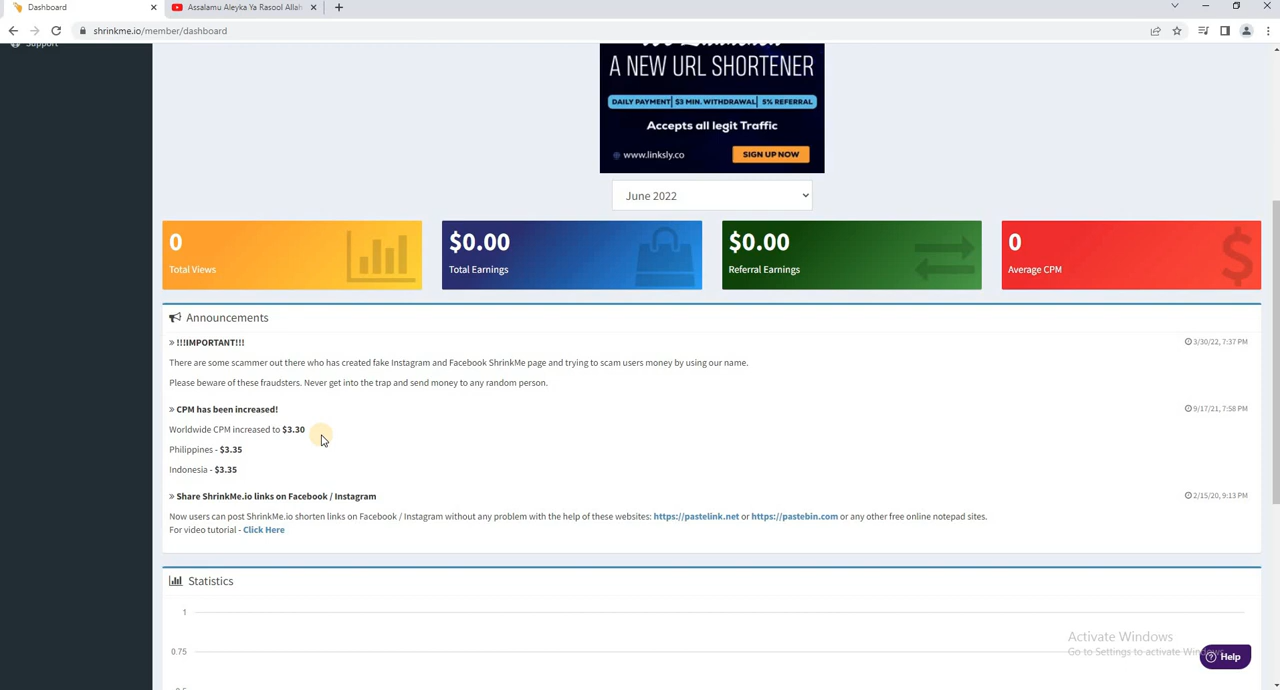 Dashboard
Assalamu Aleyka Ya Rasool Allah
shrinkme.io/member/dashboard
Support
A NEW URL SHORTENER
DAILY PAYMENT| $3 MIN. WITHDRAWAL| 5% REFERRAL
Accepts all legit Traffic
www.linksly.co
SIGN UP NOW
June 2022
0
Total Views
$0.00
Total Earnings
$0.00
Referral Earnings
0
Average CPM
Announcements
» !!!IMPORTANT!!!
3/30/22, 7:37 PM
There are some scammer out there who has created fake Instagram and Facebook ShrinkMe page and trying to scam users money by using our name.
Please beware of these fraudsters. Never get into the trap and send money to any random person.
» CPM has been increased!
9/17/21, 7:58 PM
Worldwide CPM increased to $3.30
Philippines - $3.35
Indonesia - $3.35
» Share ShrinkMe.io links on Facebook / Instagram
2/15/20, 9:13 PM
Now users can post ShrinkMe.io shorten links on Facebook / Instagram without any problem with the help of these websites: https://pastelink.net or https://pastebin.com or any other free online notepad sites.
For video tutorial - Click Here
Statistics
1
0.75
Activate Windows
Go to Settings to activate
Help